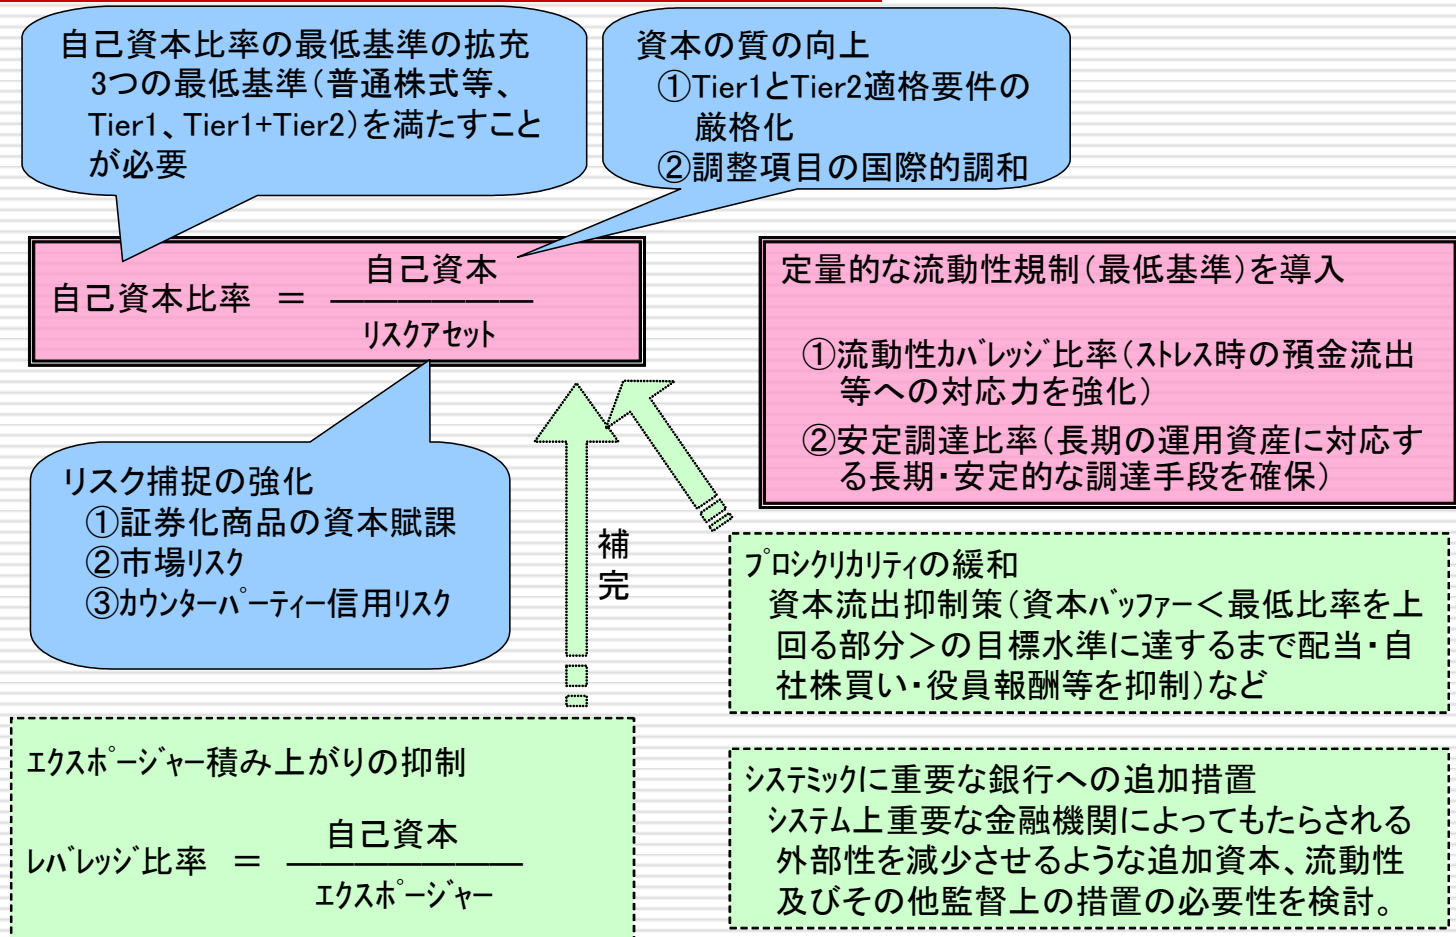 自己資本比率の最低基準の拡充
3つの最低基準(普通株式等、
Tier1、Tier1+Tier2)を満たすこと
が必要
資本の質の向上
①Tier1とTier2適格要件の
厳格化
②調整項目の国際的調和
自己資本
自己資本比率 = ――――――
リスクアセット
定量的な流動性規制(最低基準)を導入
①流動性カバレッジ比率(ストレス時の預金流出
等への対応力を強化)
②安定調達比率(長期の運用資産に対応す
る長期・安定的な調達手段を確保)
リスク捕捉の強化
①証券化商品の資本賦課
②市場リスク
③カウンターパーティー信用リスク
補
完
プロシクリカリティの緩和
資本流出抑制策(資本バッファー<最低比率を上
回る部分>の目標水準に達するまで配当・自
社株買い・役員報酬等を抑制)など
エクスポージャー積み上がりの抑制
自己資本
レバレッジ比率 = ―――――――
エクスポージャー
システミックに重要な銀行への追加措置
システム上重要な金融機関によってもたらされる
外部性を減少させるような追加資本、流動性
及びその他監督上の措置の必要性を検討。